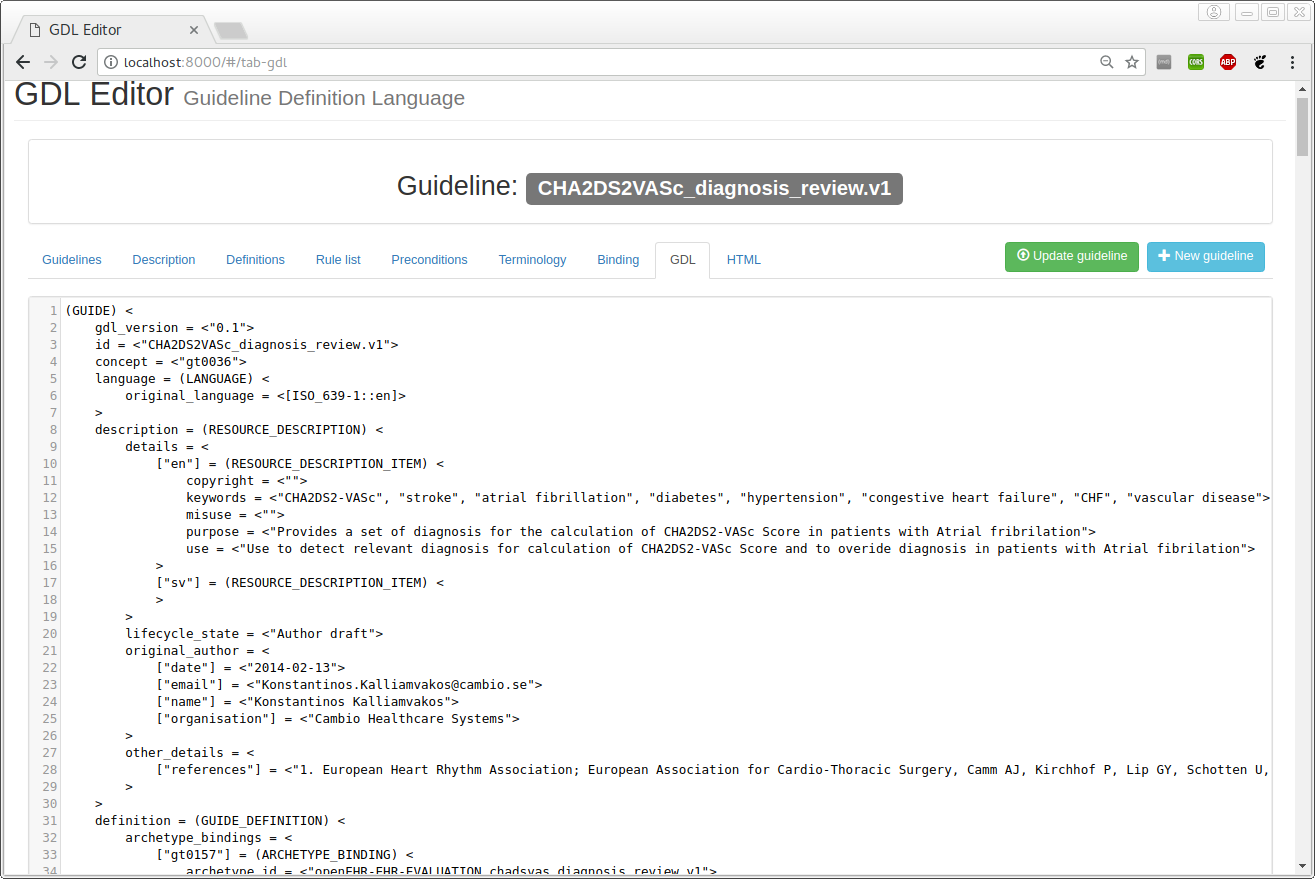 GDL Editor
localhost:8000/#/tab-gdl
CORS
ABP
GDL Editor Guideline Definition Language
Guideline: CHA2DS2VASc_diagnosis_review.v1
Guidelines Description Definitions Rule list Preconditions Terminology Binding GDL HTML Update guideline New guideline
1 (GUIDE) <
2 gdl_version = <"0.1">
3 id = <"CHA2DS2VASc_diagnosis_review.v1">
4 concept = <"gt0036">
5 language = (LANGUAGE) <
6 original_language = <[ISO_639-1::en]>
7 >
8 description = (RESOURCE_DESCRIPTION) <
9 details = <
10 ["en"] = (RESOURCE_DESCRIPTION_ITEM) <
11 copyright = <"">
12 keywords = <"CHA2DS2-VASc", "stroke", "atrial fibrillation", "diabetes", "hypertension", "congestive heart failure", "CHF", "vascular disease">
13 misuse = <"">
14 purpose = <"Provides a set of diagnosis for the calculation of CHA2DS2-VASc Score in patients with Atrial fribrilation">
15 use = <"Use to detect relevant diagnosis for calculation of CHA2DS2-VASc Score and to overide diagnosis in patients with Atrial fibrilation">
16 >
17 ["sv"] = (RESOURCE_DESCRIPTION_ITEM) <
18 >
19 >
20 lifecycle_state = <"Author draft">
21 original_author = <
22 ["date"] = <"2014-02-13">
23 ["email"] = <"Konstantinos.Kalliamvakos@cambio.se">
24 ["name"] = <"Konstantinos Kalliamvakos">
25 ["organisation"] = <"Cambio Healthcare Systems">
26 >
27 other_details = <
28 ["references"] = <"1. European Heart Rhythm Association; European Association for Cardio-Thoracic Surgery, Camm AJ, Kirchhof P, Lip GY, Schotten U,
29 >
30 >
31 definition = (GUIDE_DEFINITION) <
32 archetype_bindings = <
33 ["gt0157"] = (ARCHETYPE_BINDING) <
34 archetype_id = <"openEHR-EHR-EVALUATION.chadsvas_diagnosis_review.v1">